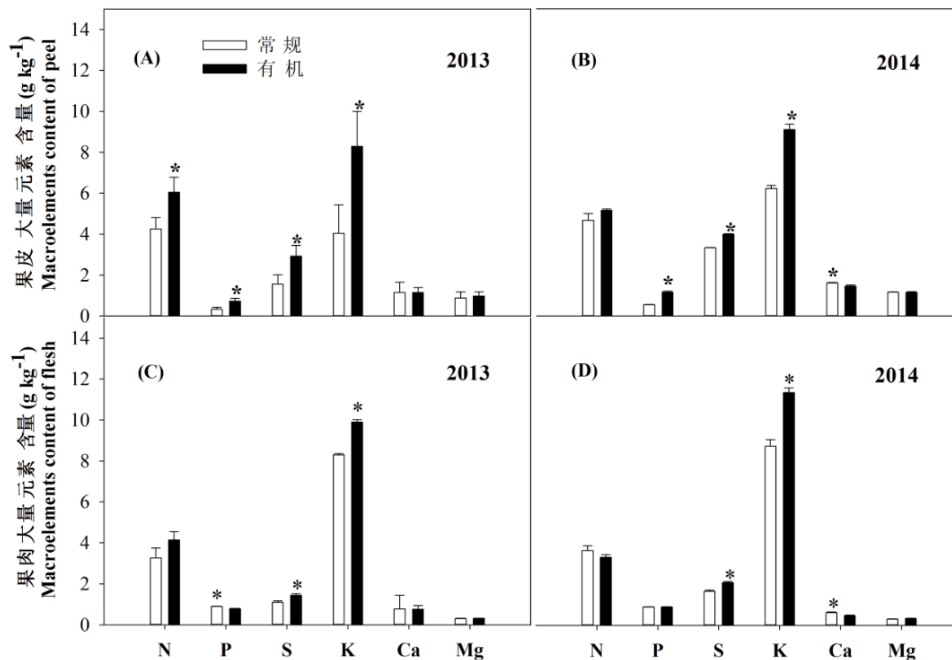 果皮 大量元素 含量 (g kg-1)
Macroelements content of peel
14
12
10
8
6
4
2
0
(A)
常规
有机
2013
*
*
*
*
(B)
2014
*
*
*
*
果肉 大量元素 含量 (g kg-1)
Macroelements content of flesh
14
12
10
8
6
4
2
0
(C)
2013
*
*
*
(D)
2014
*
*
*
N P S K Ca Mg
N P S K Ca Mg